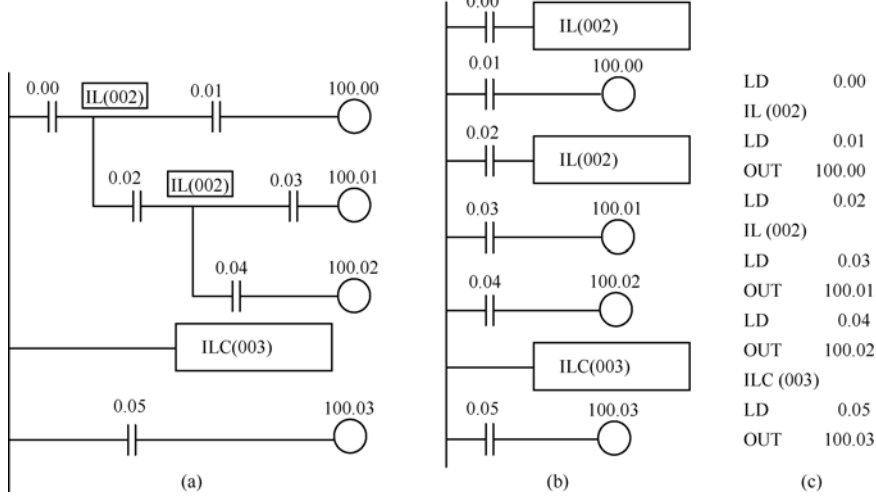 0.00
IL(002)
0.01
100.00
0.02
IL(002)
0.03
100.01
0.04
100.02
ILC(003)
0.05
100.03
(a)
0.00
IL(002)
0.01
100.00
0.02
IL(002)
0.03
100.01
0.04
100.02
ILC(003)
0.05
100.03
(b)
LD 0.00
IL (002)
LD 0.01
OUT 100.00
LD 0.02
IL (002)
LD 0.03
OUT 100.01
LD 0.04
OUT 100.02
ILC (003)
LD 0.05
OUT 100.03
(c)